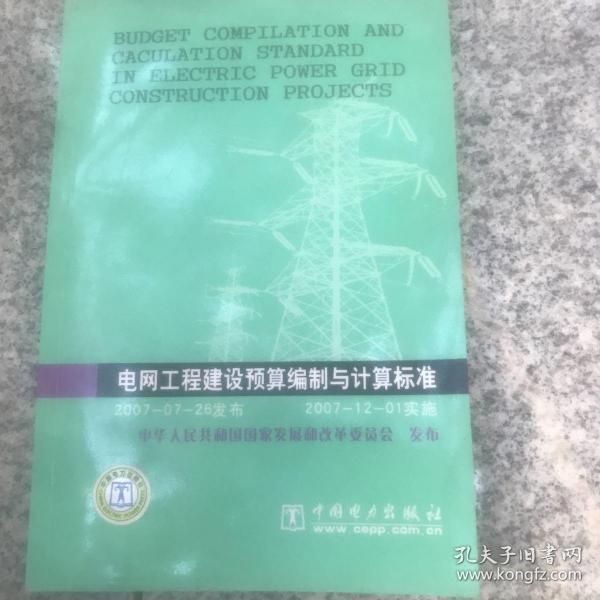 BUDGET COMPILATION AND
CACULATION STANDARD
IN ELECTRIC POWER GRID
CONSTRUCTION PROJECTS
电网工程建设预算编制与计算标准
2007-07-26发布 2007-12-01实施
中华人民共和国国家发展和改革委员会 发布
中国电力出版社
www.cepp.com.cn
孔夫子旧书网
www.kongfz.com